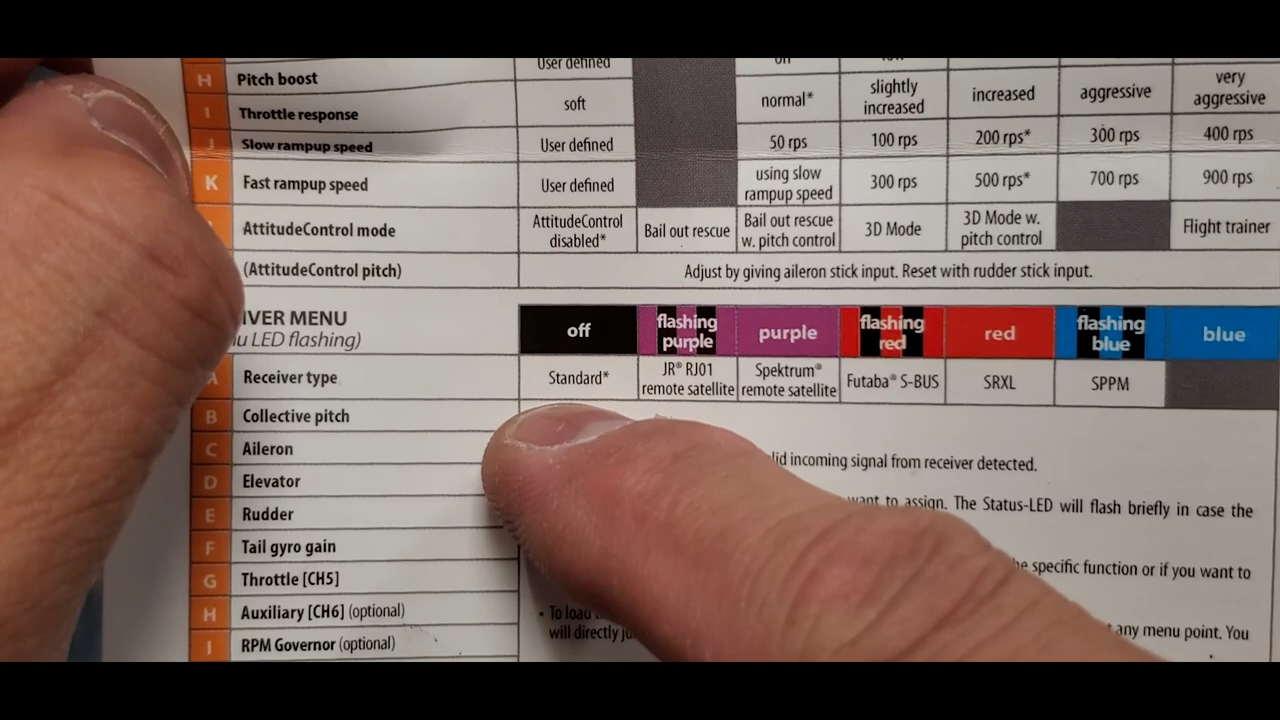 User defined
H Pitch boost
I Throttle response soft normal* slightly increased increased aggressive very aggressive
J Slow rampup speed User defined 50 rps 100 rps 200 rps* 300 rps 400 rps
K Fast rampup speed User defined using slow rampup speed 300 rps 500 rps* 700 rps 900 rps
AttitudeControl mode AttitudeControl disabled* Bail out rescue Bail out rescue w. pitch control 3D Mode 3D Mode w. pitch control Flight trainer
(AttitudeControl pitch) Adjust by giving aileron stick input. Reset with rudder stick input.
IVER MENU off flashing purple purple flashing red red flashing blue blue
u LED flashing)
A Receiver type Standard* JR® RJ01 remote satellite Spektrum® remote satellite Futaba® S-BUS SRXL SPPM
B Collective pitch
C Aileron
lid incoming signal from receiver detected.
D Elevator
want to assign. The Status-LED will flash briefly in case the
E Rudder
F Tail gyro gain
he specific function or if you want to
G Throttle [CH5]
H Auxiliary [CH6] (optional)
• To load
any menu point. You
will directly
I RPM Governor (optional)